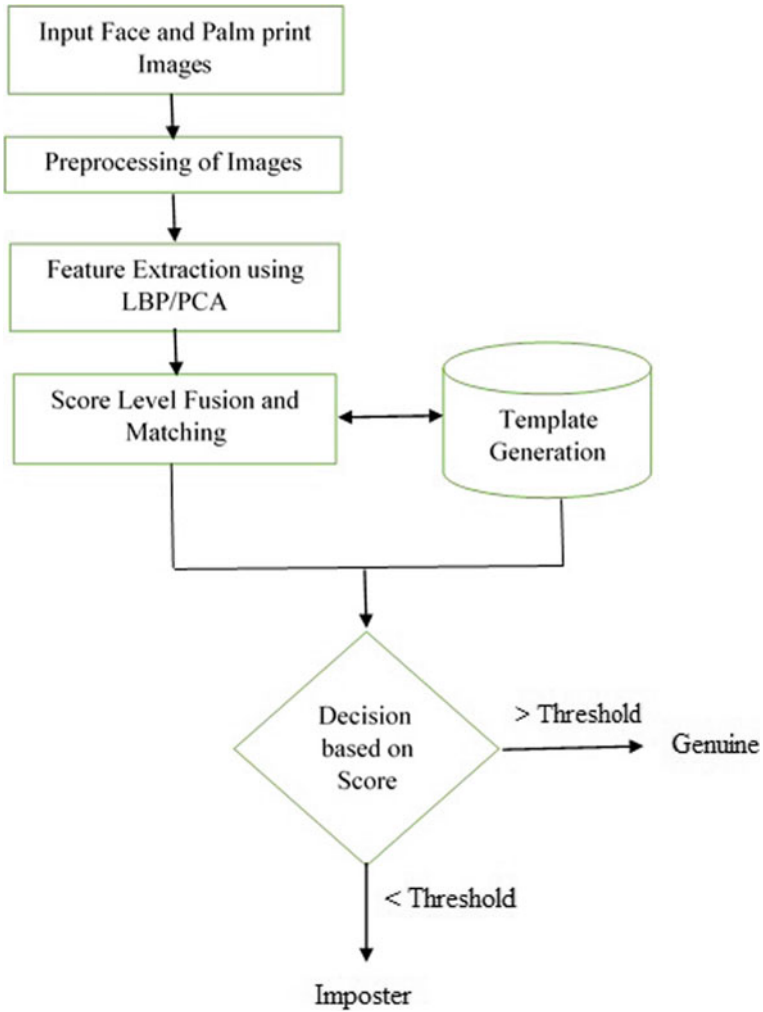 Input Face and Palm print
Images
Preprocessing of Images
Feature Extraction using
LBP/PCA
Score Level Fusion and
Matching
Template
Generation
Decision
based on
Score
> Threshold
Genuine
< Threshold
Imposter